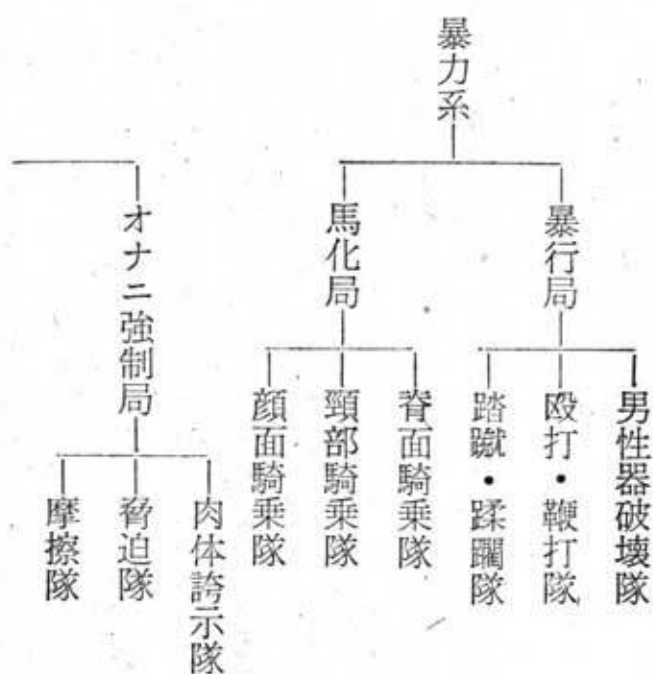 暴力系
暴行局
男性器破壊隊
殴打・鞭打隊
踏蹴・蹂躙隊
馬化局
脊面騎乗隊
頸部騎乗隊
顔面騎乗隊
オナニ強制局
肉体誇示隊
脅迫隊
摩擦隊